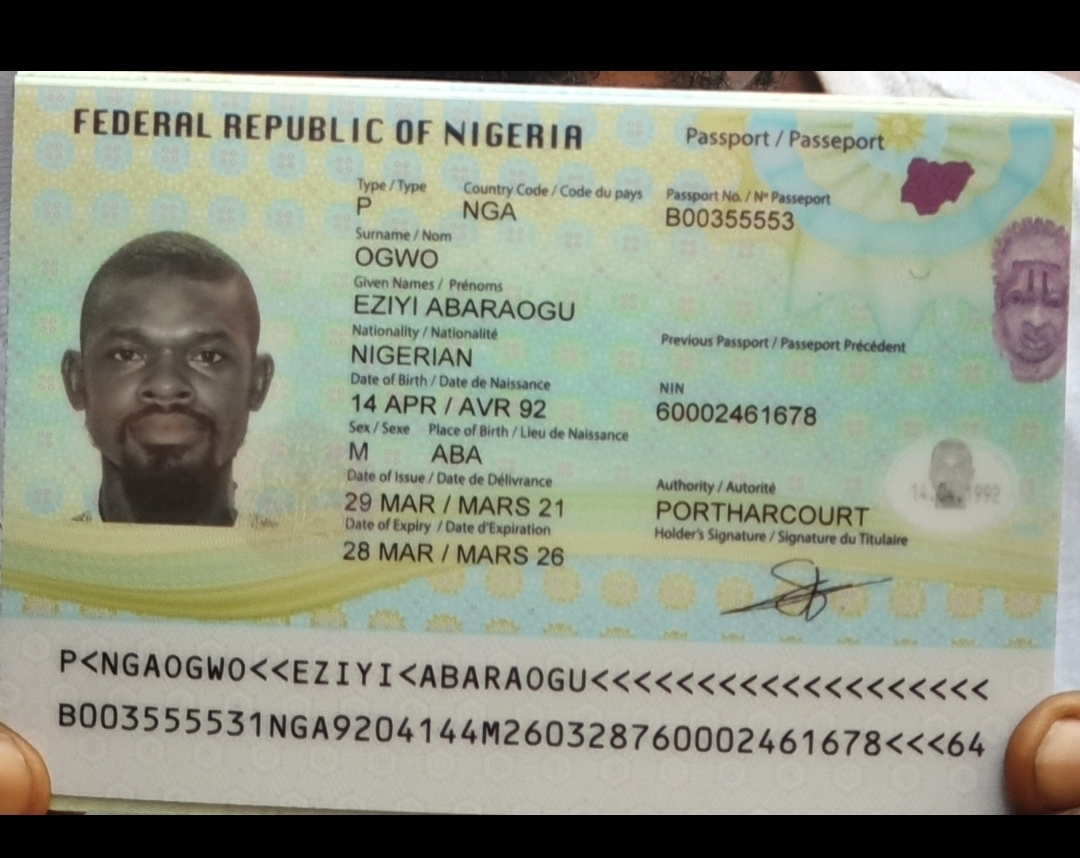 FEDERAL REPUBLIC OF NIGERIA
Passport / Passeport
Type / Type Country Code / Code du pays Passport No. / Nº Passeport
P NGA B00355553
Surname / Nom
OGWO
Given Names / Prénoms
EZIYI ABARAOGU
Nationality / Nationalité Previous Passport / Passeport Précédent
NIGERIAN
Date of Birth / Date de Naissance NIN
14 APR / AVR 92 60002461678
Sex / Sexe Place of Birth / Lieu de Naissance
M ABA
14.04.1992
Date of Issue / Date de Délivrance Authority / Autorité
29 MAR / MARS 21 PORTHARCOURT
Date of Expiry / Date d'Expiration Holder's Signature / Signature du Titulaire
28 MAR / MARS 26
P<NGAOGWO<<EZIYI<ABARAOGU<<<<<<<<<<<<<<<<<<<
B003555531NGA9204144M260328760002461678<<<64